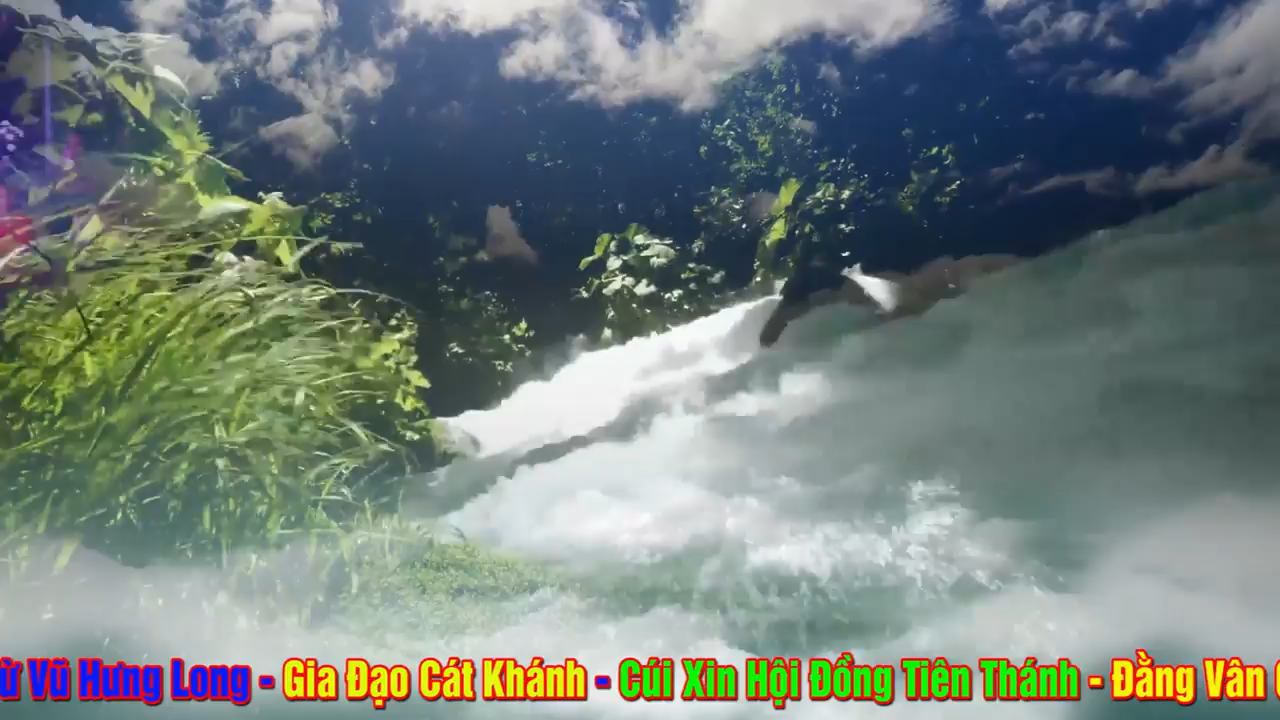 Vũ Hưng Long - Gia Đạo Cát Khánh - Cúi Xin Hội Đồng Tiên Thánh - Đằng Vân